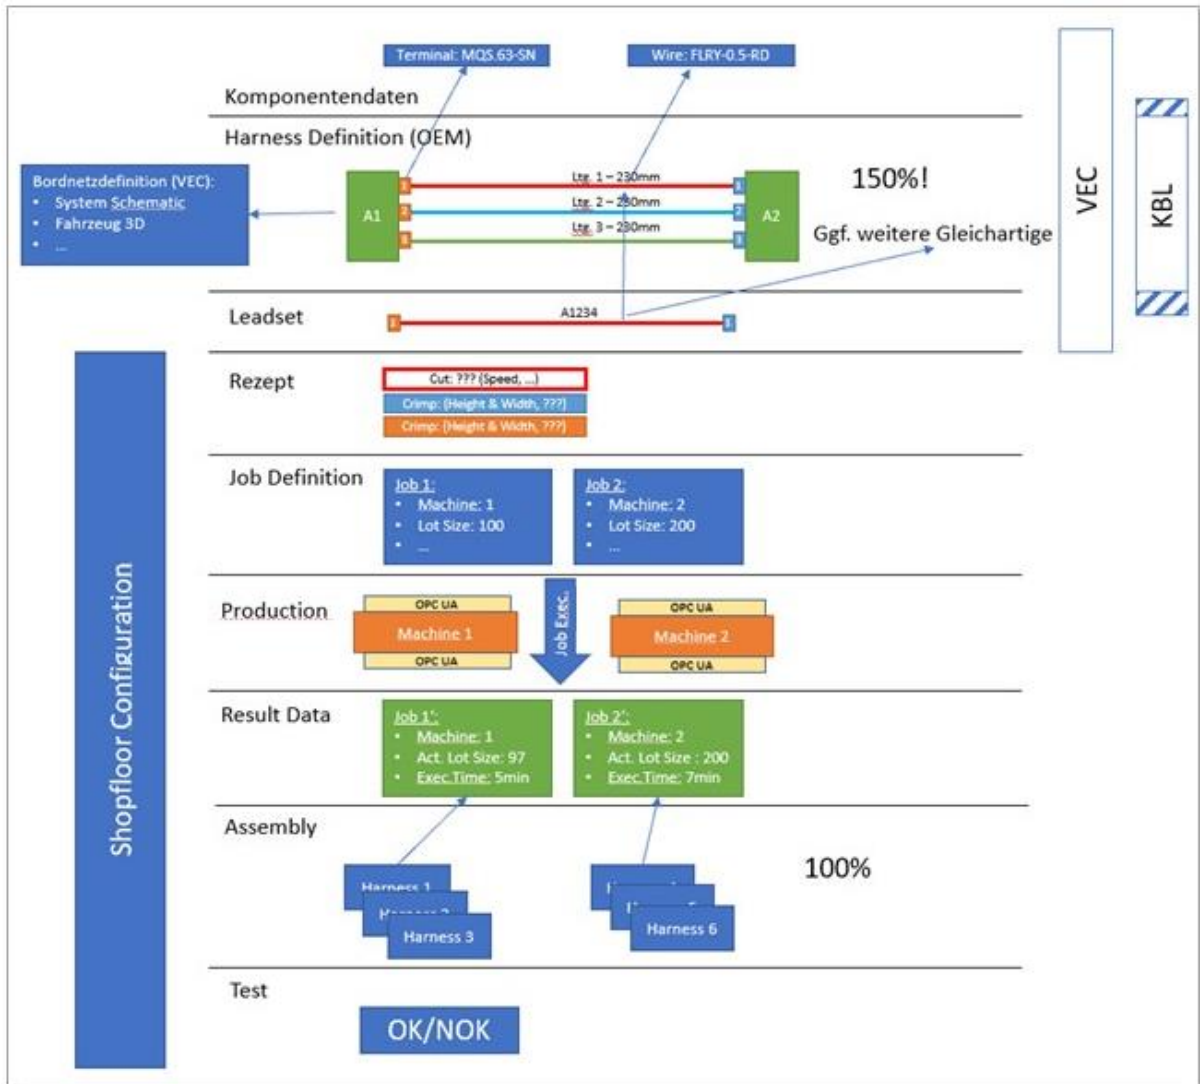 Terminal: MQS.63-SN
Wire: FLRY-0.5-RD
Komponentendaten
Harness Definition (OEM)
Bordnetzdefinition (VEC):
• System Schematic
• Fahrzeug 3D
• ...
A1
1
2
3
Ltg. 1 – 230mm
Ltg. 2 – 230mm
Ltg. 3 – 230mm
1
2
3
A2
150%!
Ggf. weitere Gleichartige
VEC
KBL
Leadset
1
A1234
1
Shopfloor Configuration
Rezept
Cut: ??? (Speed, ...)
Crimp: (Height & Width, ???)
Crimp: (Height & Width, ???)
Job Definition
Job 1:
• Machine: 1
• Lot Size: 100
• ...
Job 2:
• Machine: 2
• Lot Size: 200
• ...
Production
OPC UA
Machine 1
OPC UA
Job Exec.
OPC UA
Machine 2
OPC UA
Result Data
Job 1':
• Machine: 1
• Act. Lot Size: 97
• Exec.Time: 5min
Job 2':
• Machine: 2
• Act. Lot Size : 200
• Exec.Time: 7min
Assembly
Harness 1
Harness 2
Harness 3
Harness 6
100%
Test
OK/NOK